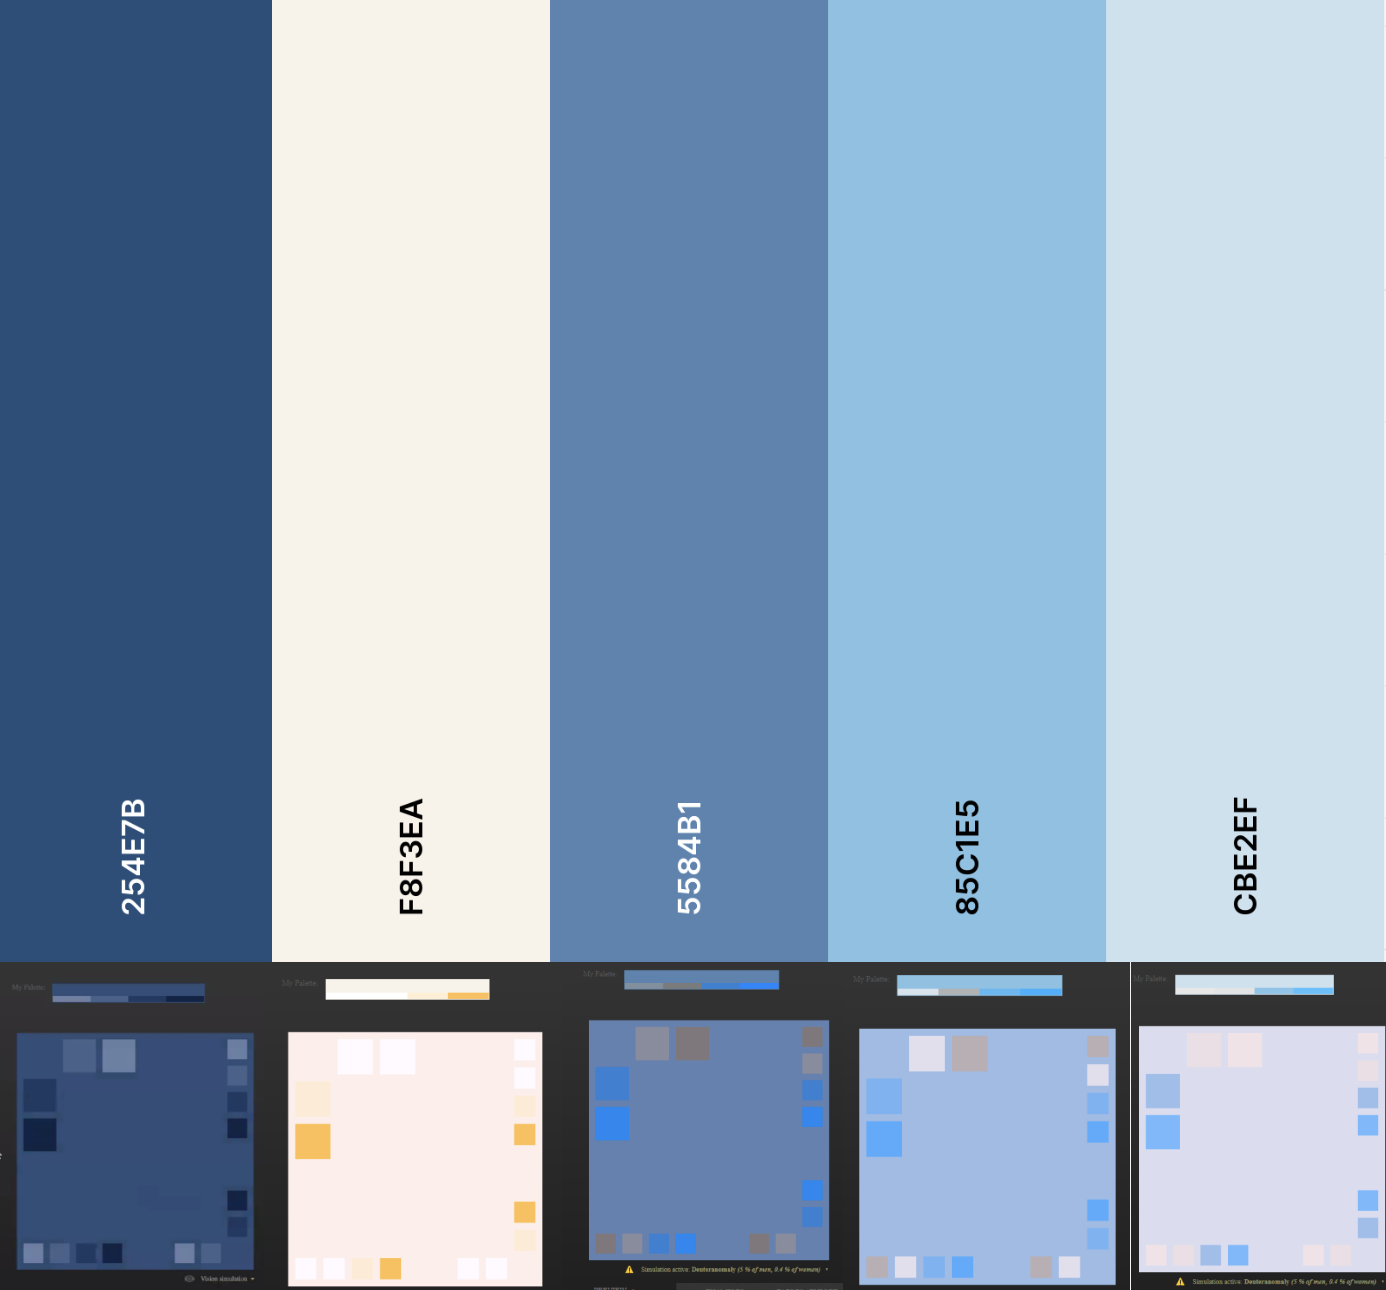 254E7B
F8F3EA
5584B1
85C1E5
CBE2EF
My Palette:
My Palette:
My Palette:
My Palette:
My Palette:
Vision simulation
Simulation active: Deuteranomaly (5 % of men, 0.4 % of women)
Simulation active: Deuteranomaly (5 % of men, 0.4 % of women)